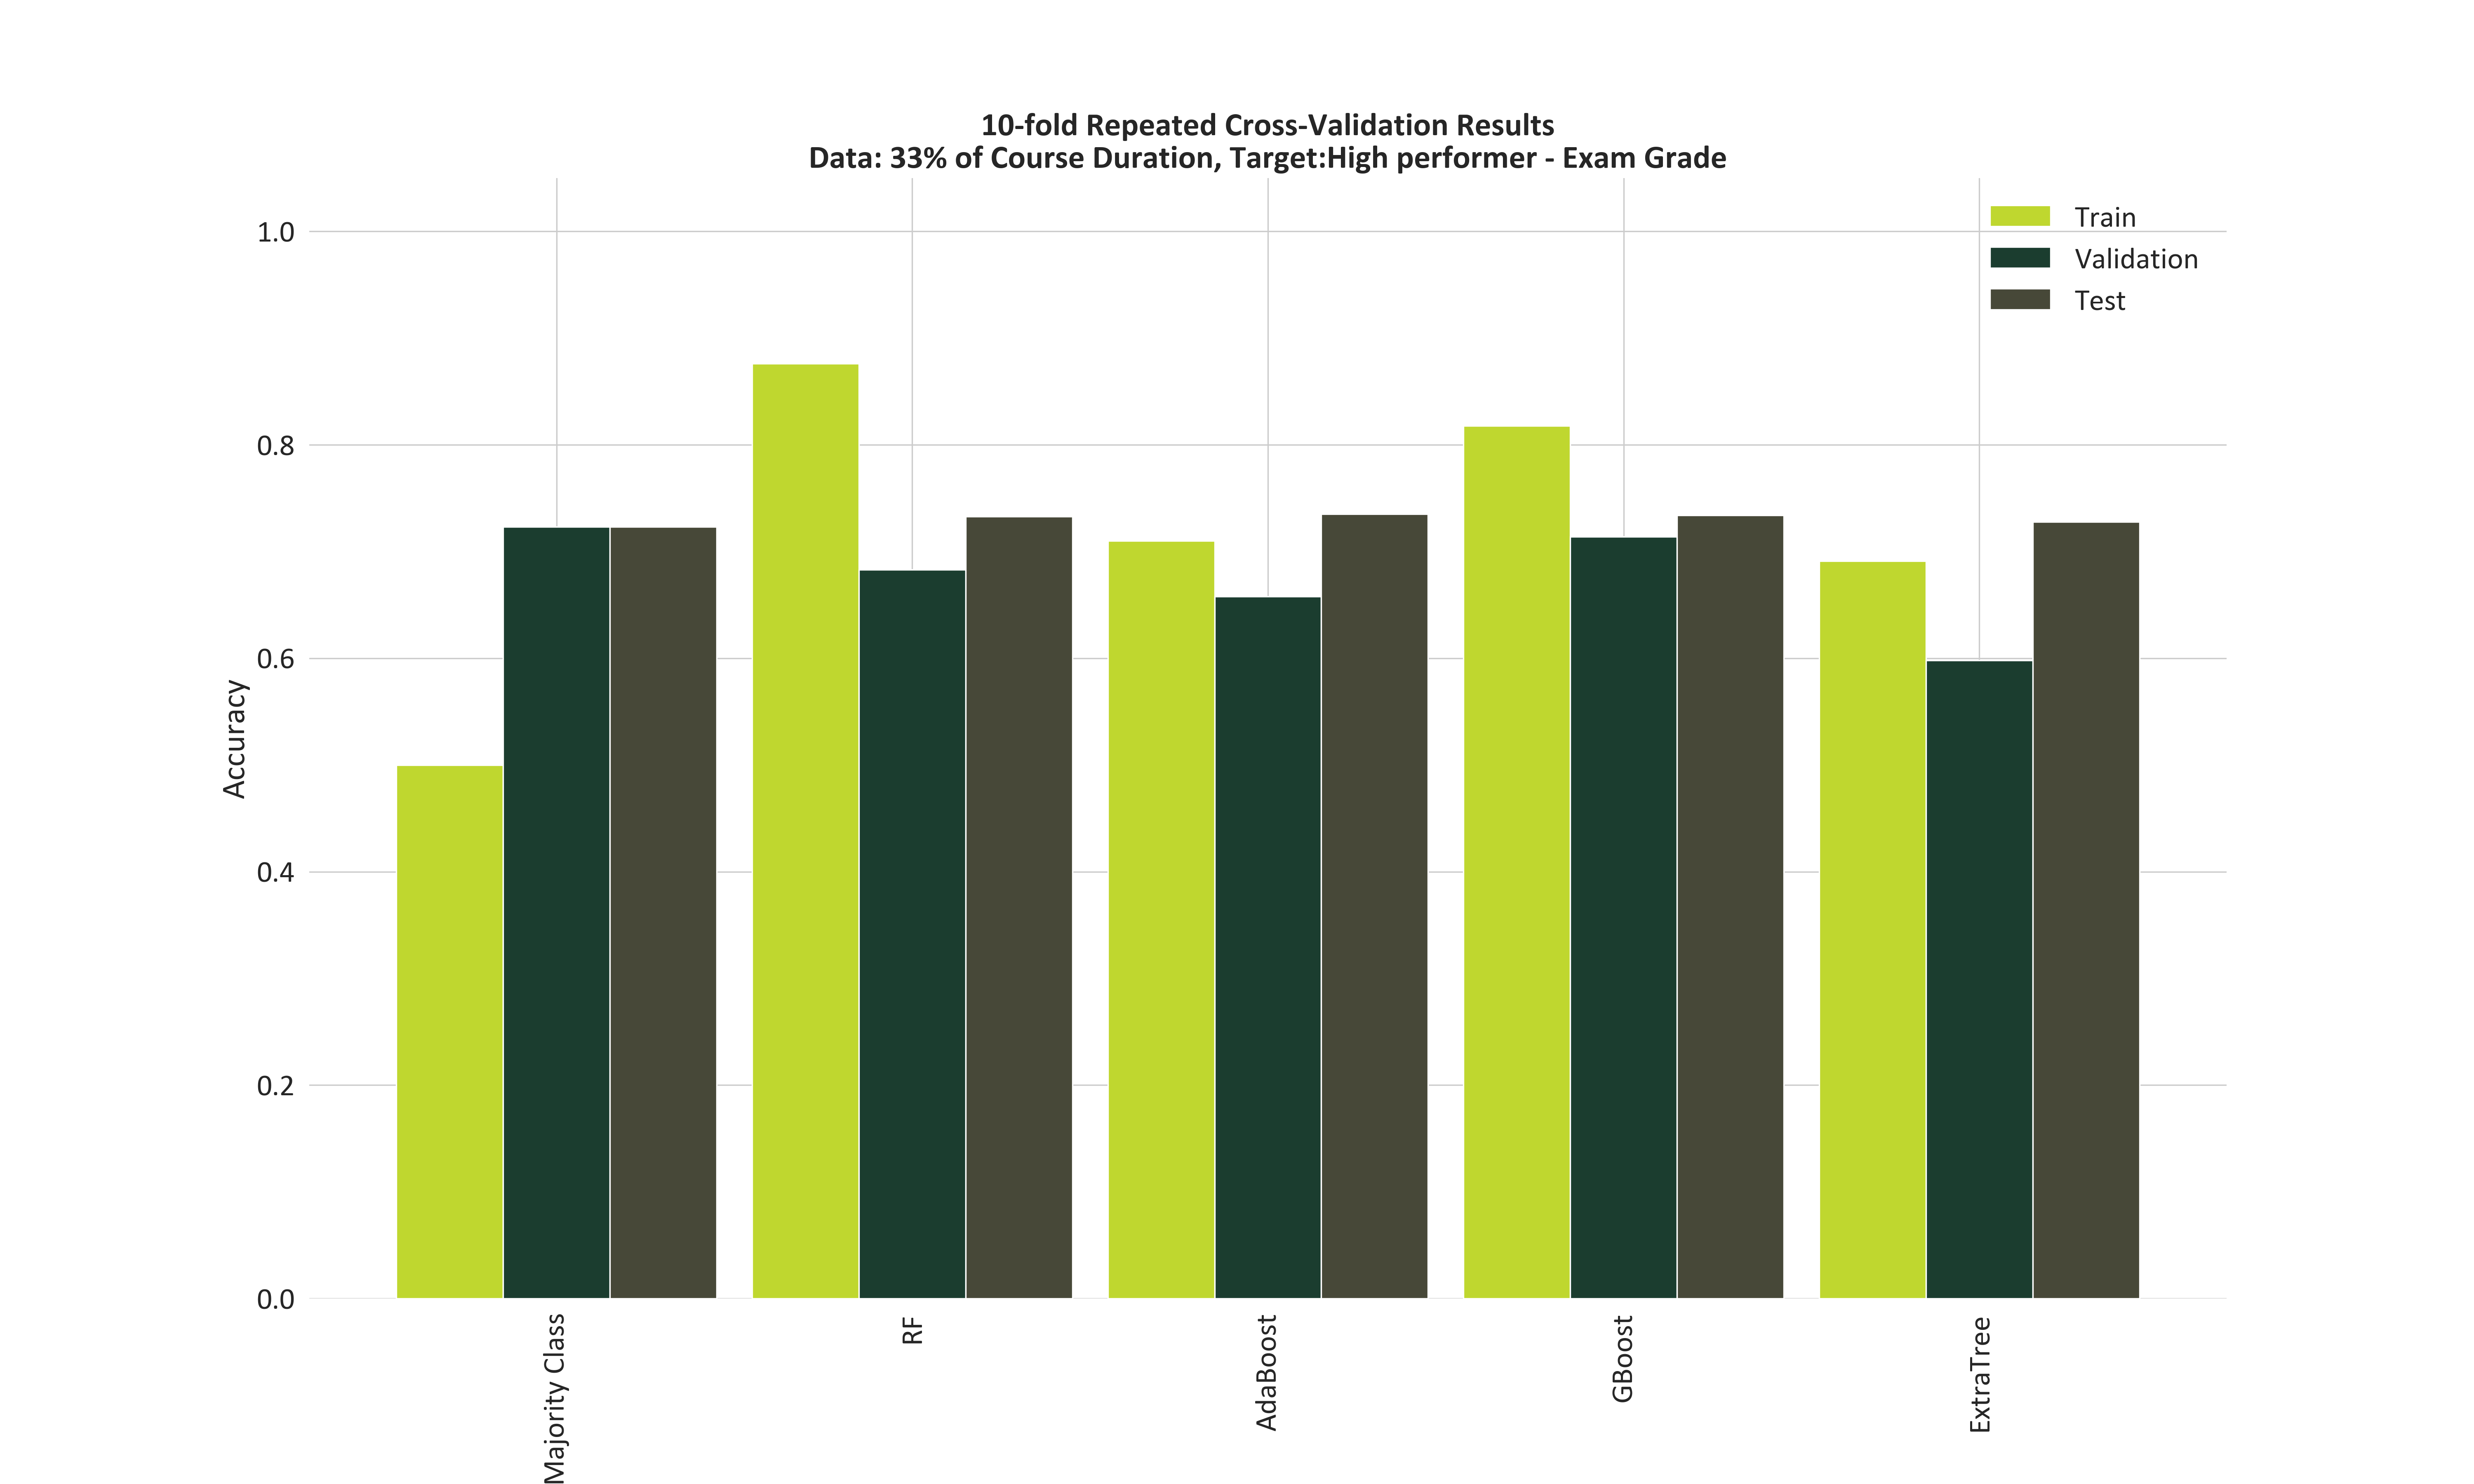 10-fold Repeated Cross-Validation Results
Data: 33% of Course Duration, Target:High performer - Exam Grade
Train
Validation
Test
1.0
0.8
0.6
0.4
0.2
0.0
Accuracy
Majority Class
RF
AdaBoost
GBoost
ExtraTree